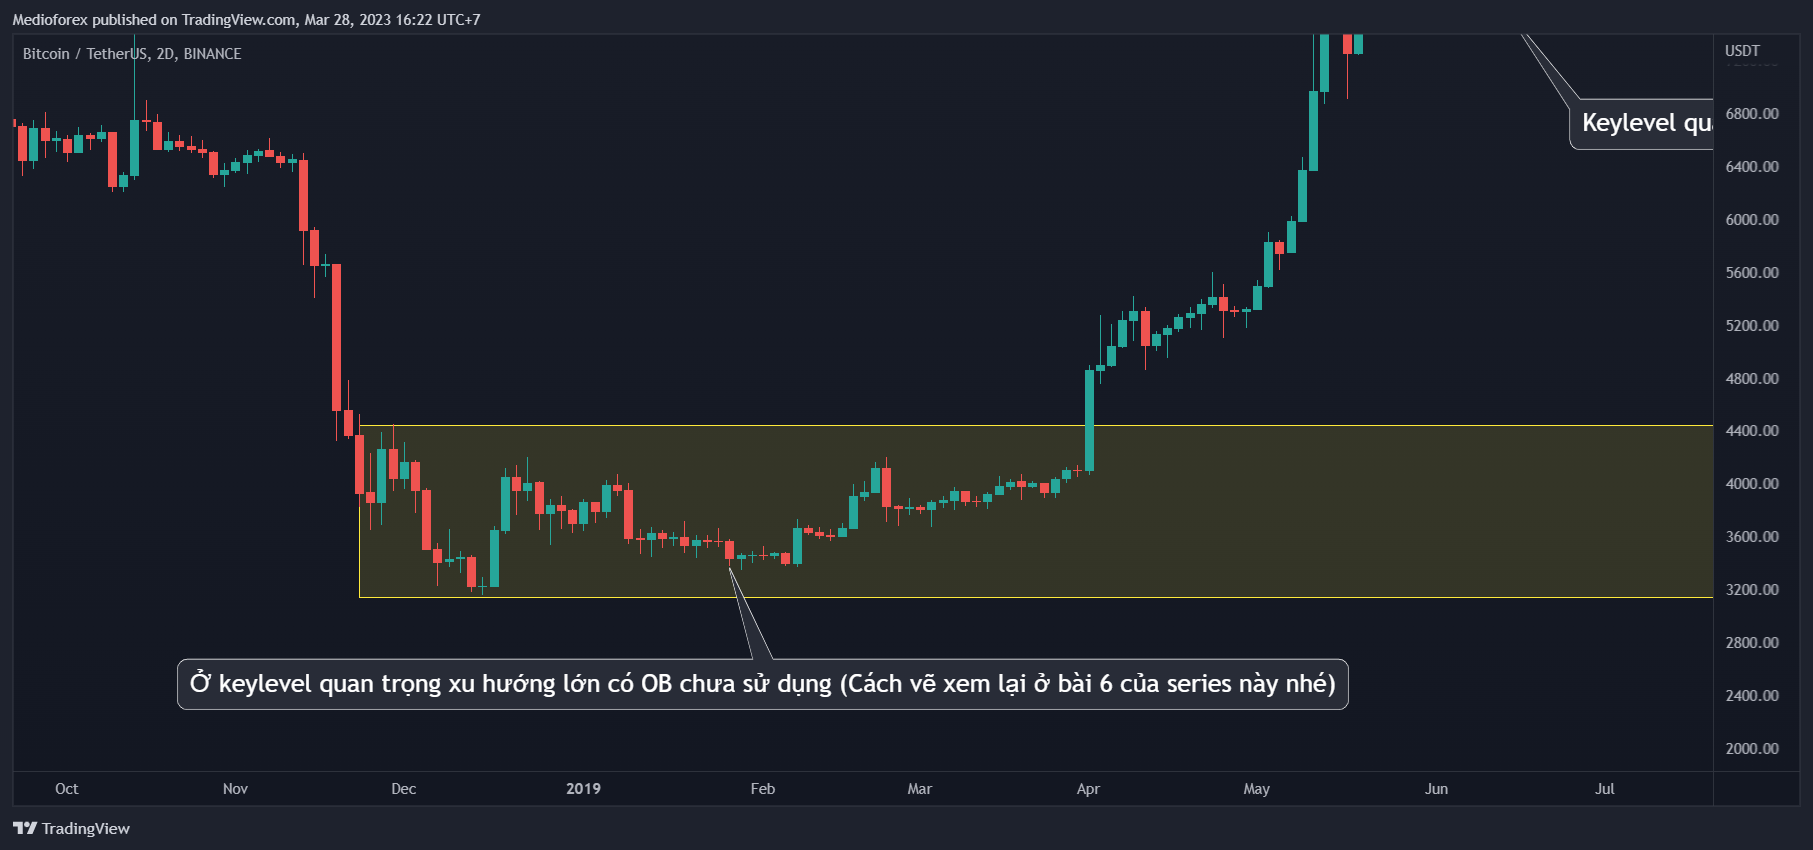 Medioforex published on TradingView.com, Mar 28, 2023 16:22 UTC+7
Bitcoin / TetherUS, 2D, BINANCE
USDT
Keylevel
6800.00
6400.00
6000.00
5600.00
5200.00
4800.00
4400.00
4000.00
3600.00
3200.00
2800.00
2400.00
2000.00
Ở keylevel quan trọng xu hướng lớn có OB chưa sử dụng (Cách vẽ xem lại ở bài 6 của series này nhé)
Oct Nov Dec 2019 Feb Mar Apr May Jun Jul
TradingView